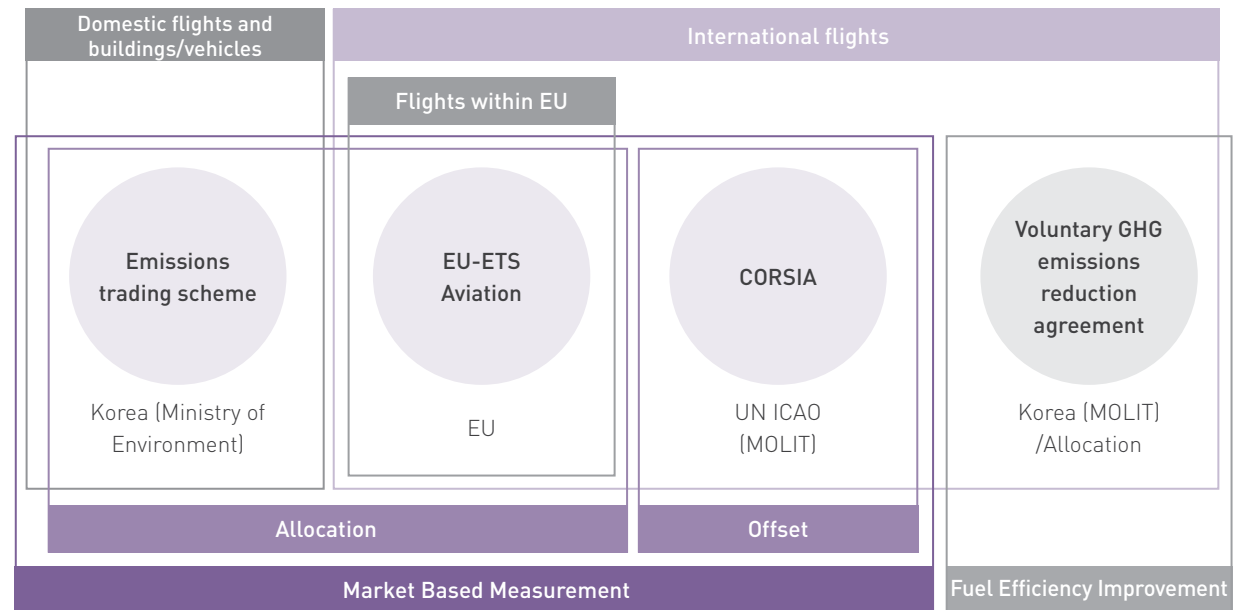 Domestic flights and
buildings/vehicles
International flights
Flights within EU
Emissions
trading scheme
EU-ETS
Aviation
CORSIA
Voluntary GHG
emissions
reduction
agreement
Korea (Ministry of
Environment)
EU
UN ICAO
(MOLIT)
Korea (MOLIT)
/Allocation
Allocation
Offset
Market Based Measurement
Fuel Efficiency Improvement